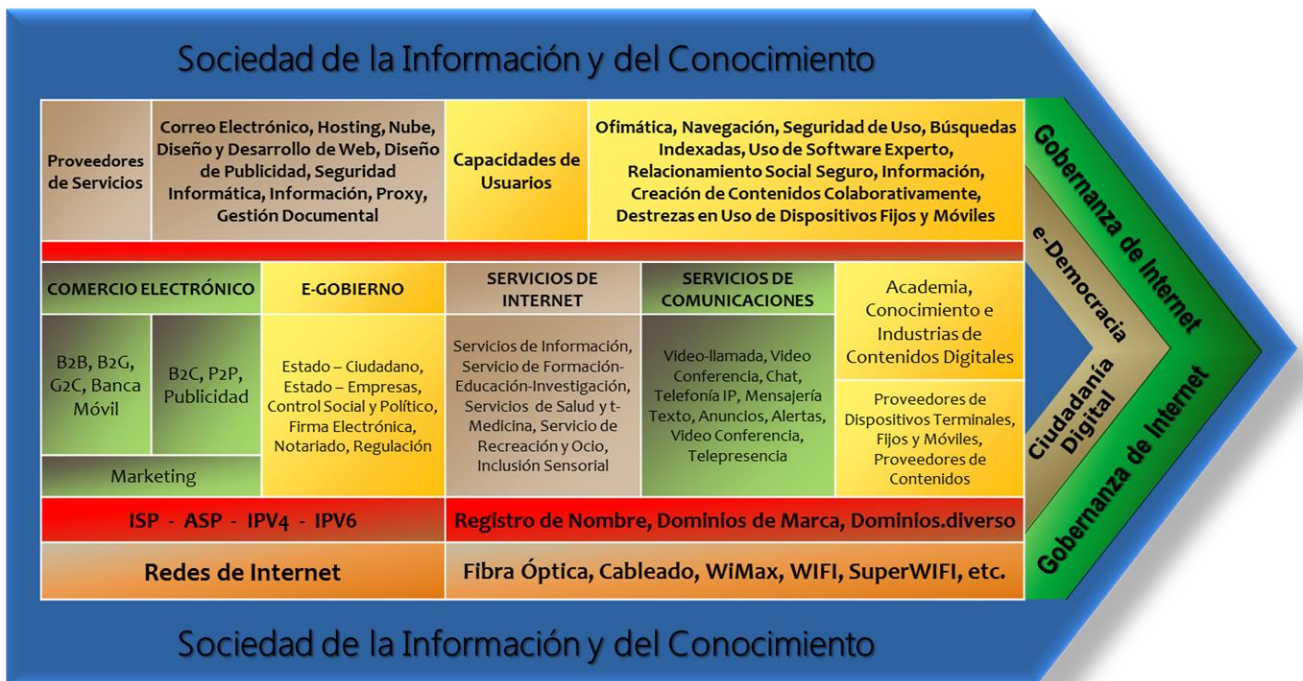 Sociedad de la Información y del Conocimiento
Proveedores
de Servicios
Correo Electrónico, Hosting, Nube,
Diseño y Desarrollo de Web, Diseño
de Publicidad, Seguridad
Informática, Información, Proxy,
Gestión Documental
Capacidades de
Usuarios
Ofimática, Navegación, Seguridad de Uso, Búsquedas
Indexadas, Uso de Software Experto,
Relacionamiento Social Seguro, Información,
Creación de Contenidos Colaborativamente,
Destrezas en Uso de Dispositivos Fijos y Móviles
COMERCIO ELECTRÓNICO
B2B, B2G,
G2C, Banca
Móvil
B2C, P2P,
Publicidad
Marketing
E-GOBIERNO
Estado – Ciudadano,
Estado – Empresas,
Control Social y Político,
Firma Electrónica,
Notariado, Regulación
SERVICIOS DE
INTERNET
Servicios de Información,
Servicio de Formación-
Educación-Investigación,
Servicios de Salud y t-
Medicina, Servicio de
Recreación y Ocio,
Inclusión Sensorial
SERVICIOS DE
COMUNICACIONES
Video-llamada, Video
Conferencia, Chat,
Telefonía IP, Mensajería
Texto, Anuncios, Alertas,
Video Conferencia,
Telepresencia
Academia,
Conocimiento e
Industrias de
Contenidos Digitales
Proveedores de
Dispositivos Terminales,
Fijos y Móviles,
Proveedores de
Contenidos
ISP - ASP - IPV4 - IPV6
Registro de Nombre, Dominios de Marca, Dominios.diverso
Redes de Internet
Fibra Óptica, Cableado, WiMax, WIFI, SuperWIFI, etc.
Gobernanza de Internet
e-Democracia
Ciudadanía
Digital
Gobernanza de Internet
Sociedad de la Información y del Conocimiento